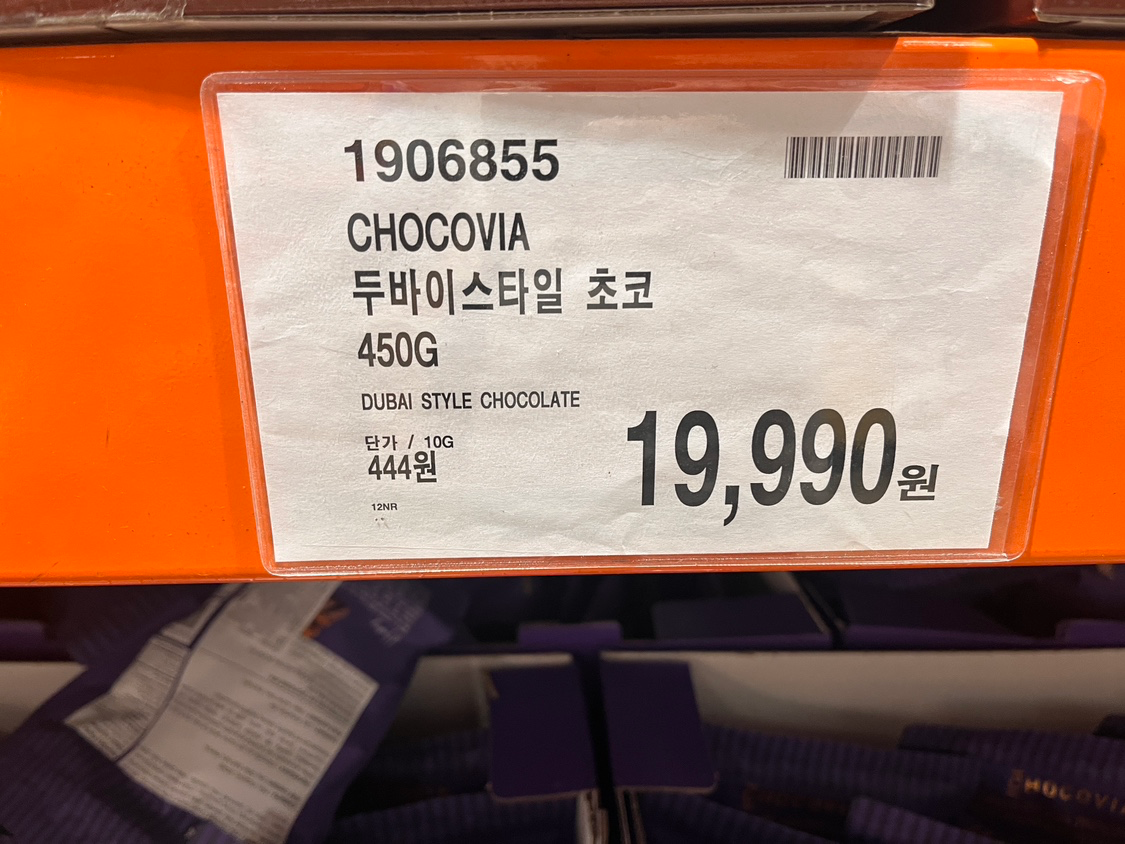 1906855
CHOCOVIA
두바이스타일 초코
450G
DUBAI STYLE CHOCOLATE
단가 / 10G
444원
19,990원
12NR
CHOCOVIA